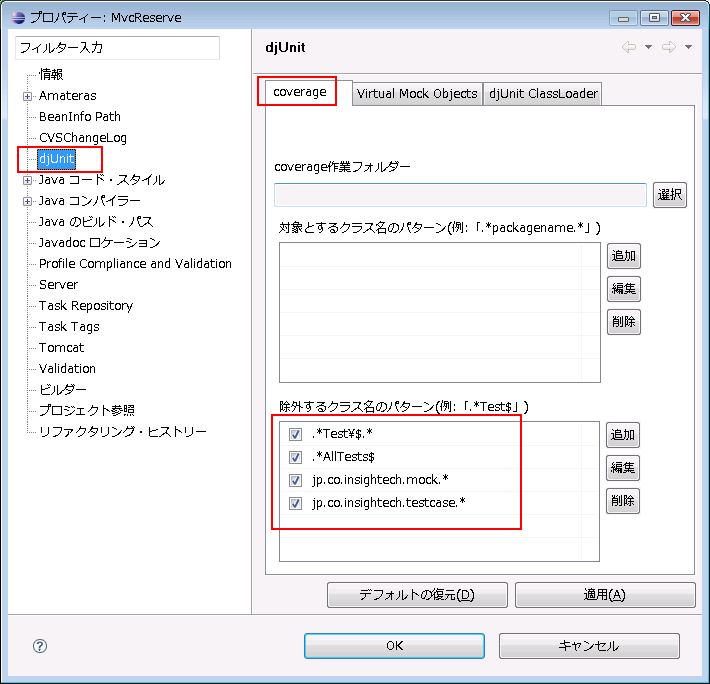 プロパティー: MvcReserve
フィルター入力
情報
Amateras
BeanInfo Path
CVSChangeLog
djUnit
Java コード・スタイル
Java コンパイラー
Java のビルド・パス
Javadoc ロケーション
Profile Compliance and Validation
Server
Task Repository
Task Tags
Tomcat
Validation
ビルダー
プロジェクト参照
リファクタリング・ヒストリー
djUnit
coverage
Virtual Mock Objects
djUnit ClassLoader
coverage作業フォルダー
選択
対象とするクラス名のパターン(例:「.*packagename.*」)
追加
編集
削除
除外するクラス名のパターン(例:「.*Test$」)
.*Test¥$.*
.*AllTests$
jp.co.insightech.mock.*
jp.co.insightech.testcase.*
追加
編集
削除
デフォルトの復元(D)
適用(A)
OK
キャンセル